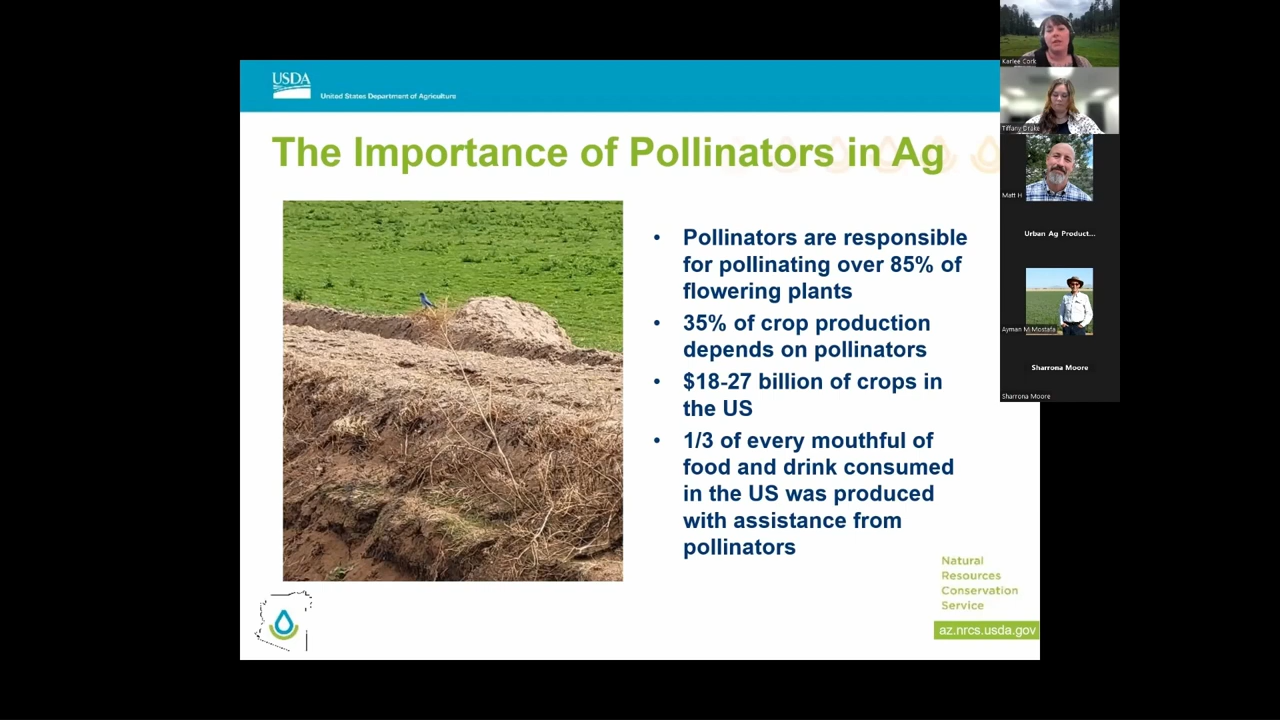 USDA
United States Department of Agriculture
The Importance of Pollinators in Ag
• Pollinators are responsible
for pollinating over 85% of
flowering plants
• 35% of crop production
depends on pollinators
• $18-27 billion of crops in
the US
• 1/3 of every mouthful of
food and drink consumed
in the US was produced
with assistance from
pollinators
Natural
Resources
Conservation
Service
az.nrcs.usda.gov
Karlee Cork
Tiffany Drake
Matt H
Urban Ag Product...
Ayman M.Mostafa
Sharrona Moore
Sharrona Moore